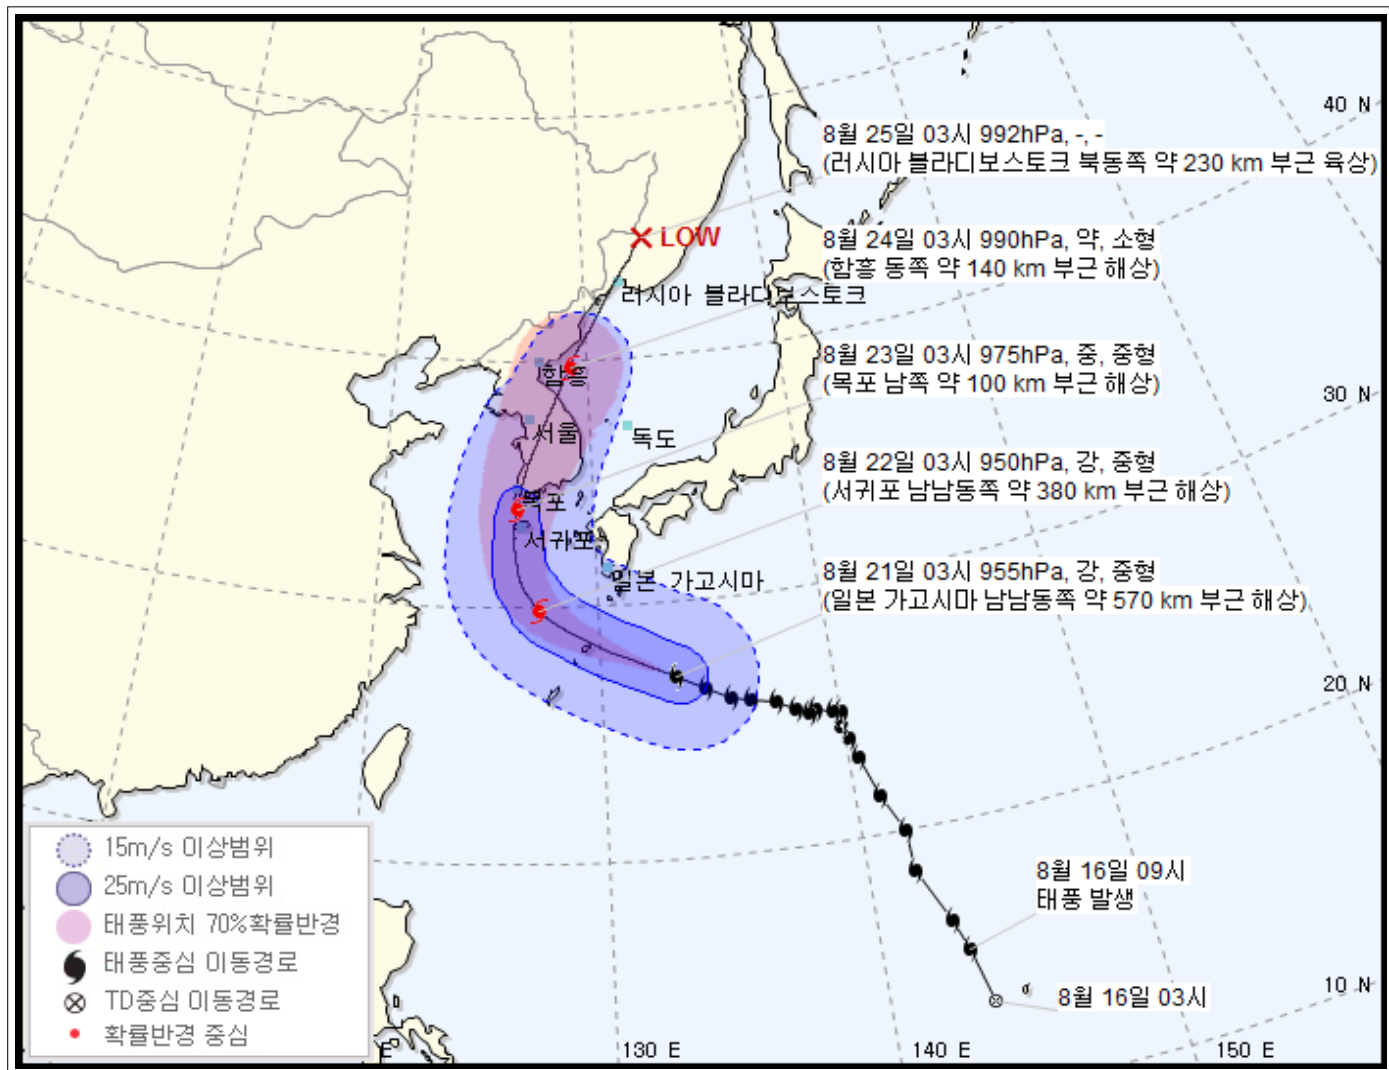 40 N
8월 25일 03시 992hPa, -, -
(러시아 블라디보스토크 북동쪽 약 230 km 부근 육상)
LOW
8월 24일 03시 990hPa, 약, 소형
(함흥 동쪽 약 140 km 부근 해상)
러시아 블라디보스토크
8월 23일 03시 975hPa, 중, 중형
(목포 남쪽 약 100 km 부근 해상)
함흥
30 N
서울
독도
8월 22일 03시 950hPa, 강, 중형
(서귀포 남남동쪽 약 380 km 부근 해상)
목포
서귀포
일본 가고시마
8월 21일 03시 955hPa, 강, 중형
(일본 가고시마 남남동쪽 약 570 km 부근 해상)
20 N
15m/s 이상범위
25m/s 이상범위
태풍위치 70%확률반경
태풍중심 이동경로
TD중심 이동경로
확률반경 중심
8월 16일 09시
태풍 발생
8월 16일 03시
10 N
E
130 E
140 E
150 E